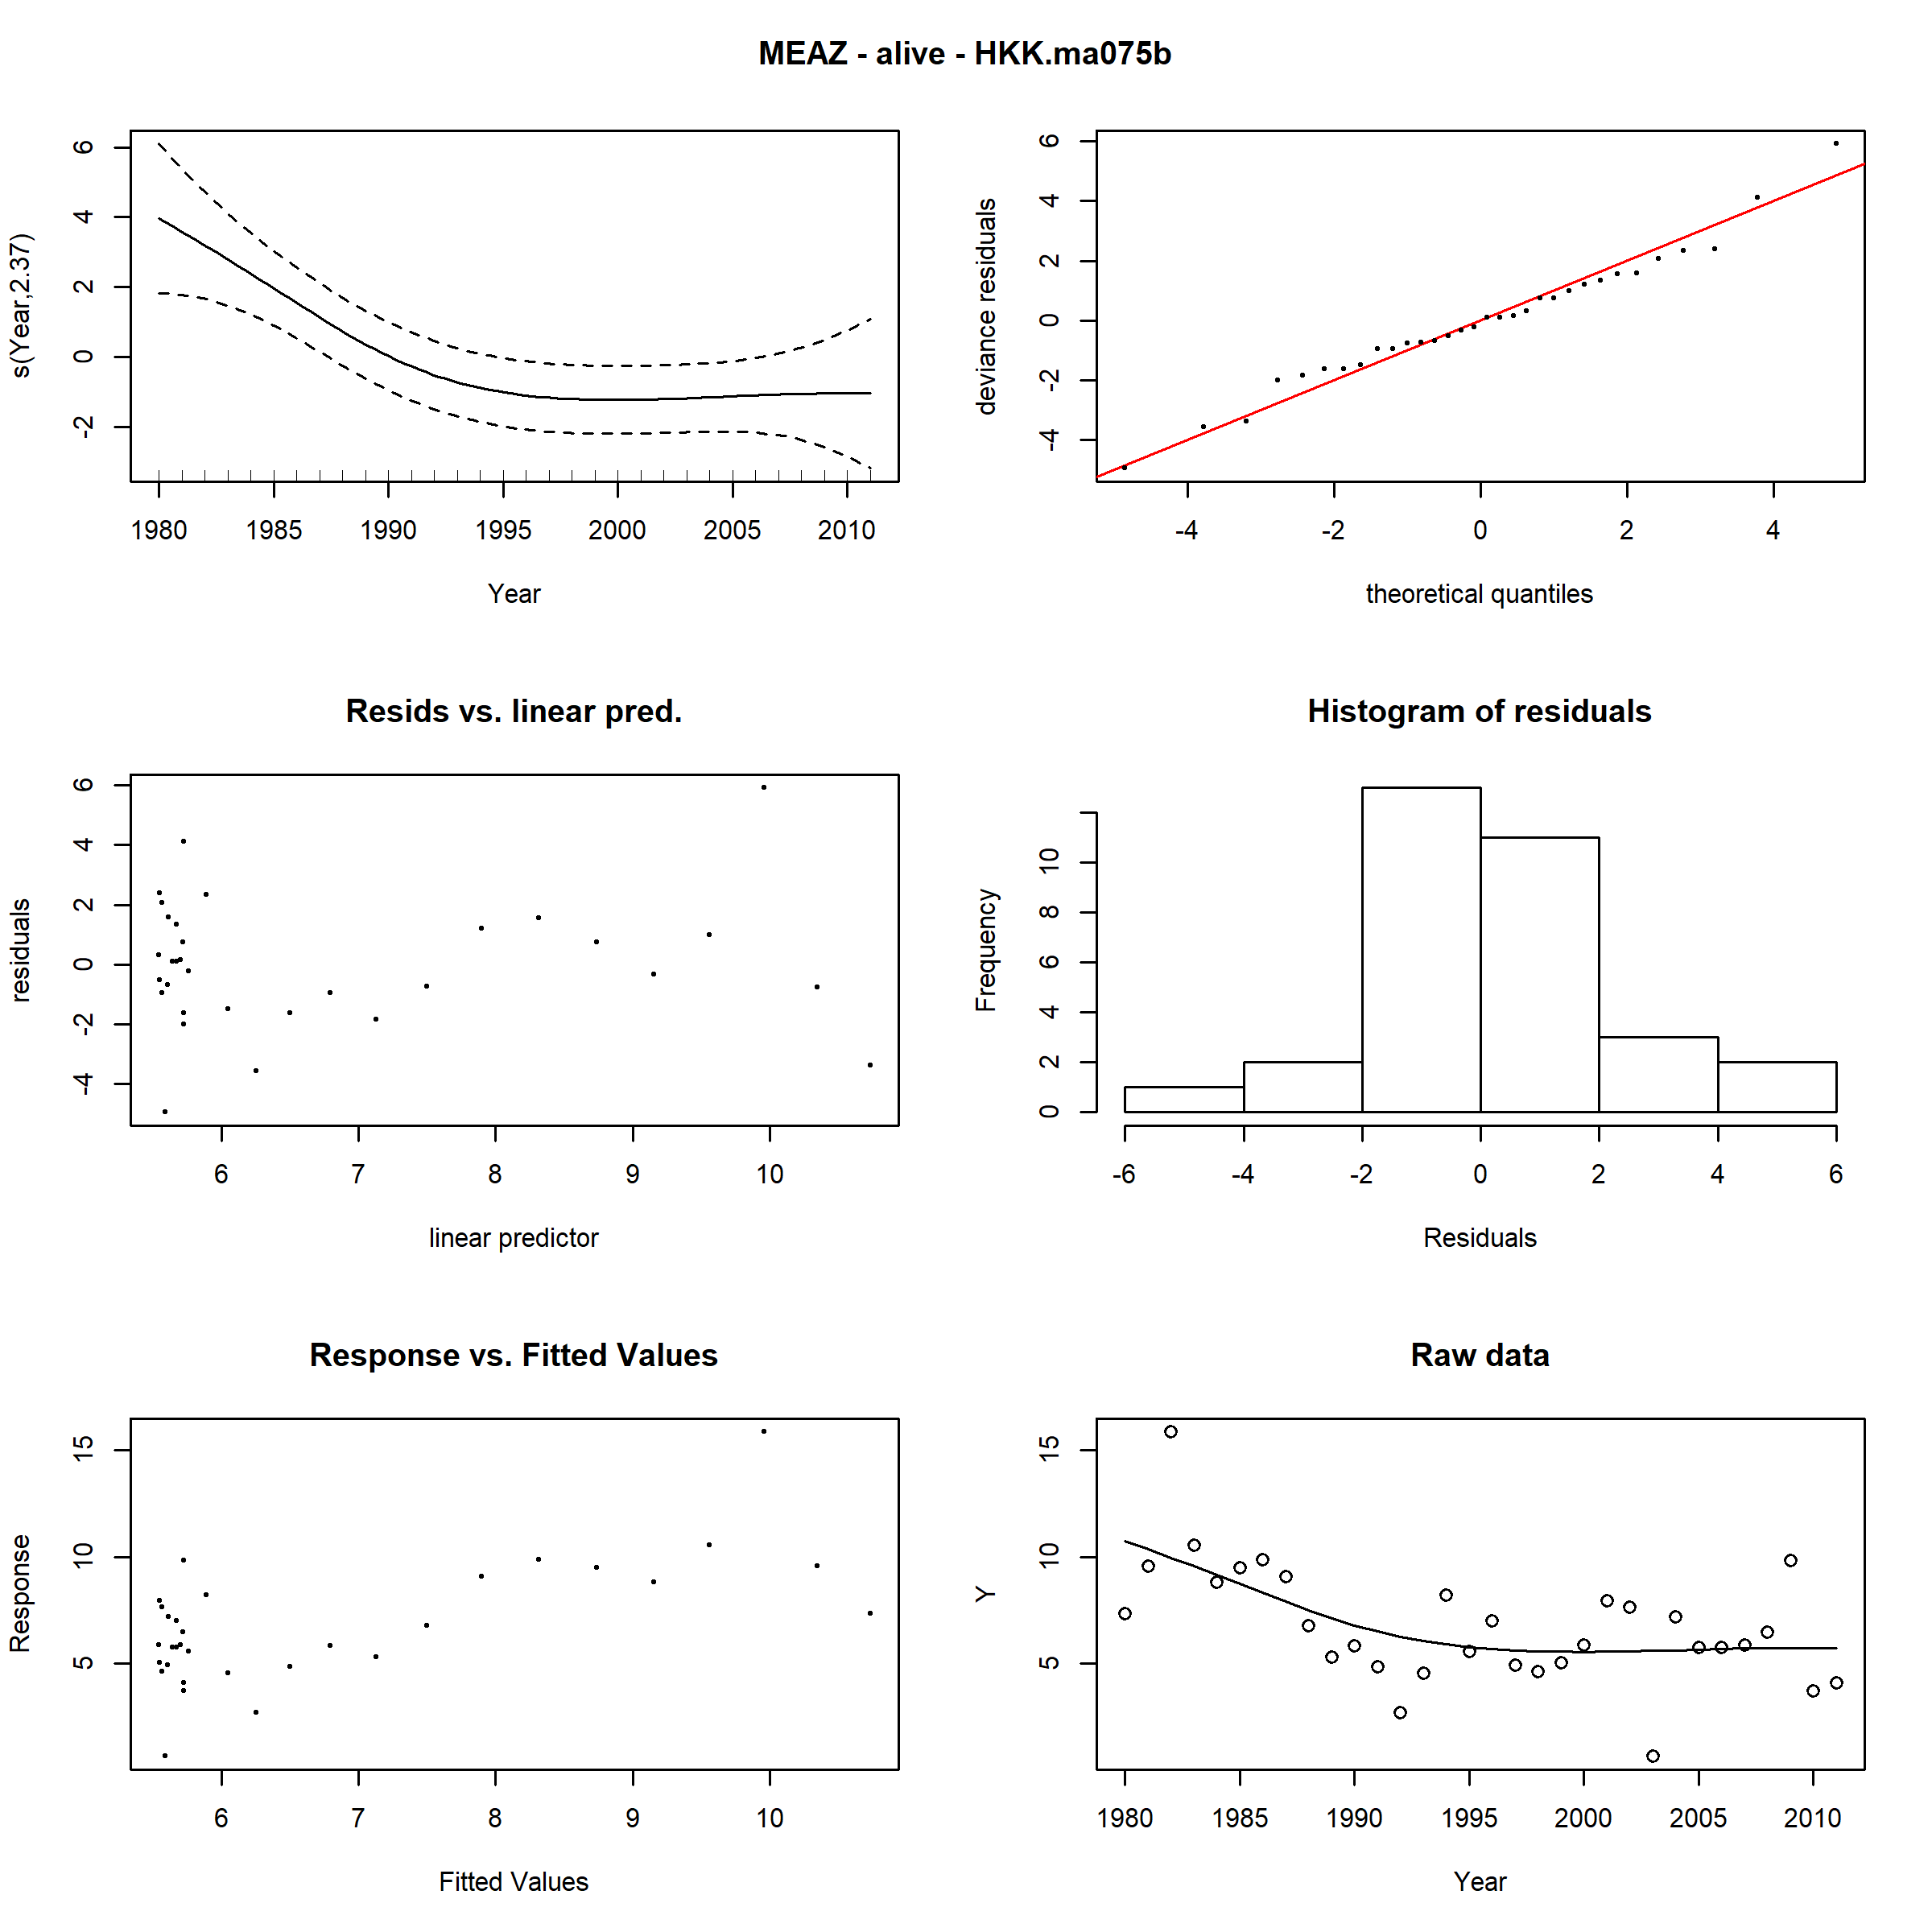 MEAZ - alive - HKK.ma075b
s(Year,2.37)
6
4
2
0
-2
1980 1985 1990 1995 2000 2005 2010
Year
deviance residuals
6
4
2
0
-2
-4
-4 -2 0 2 4
theoretical quantiles
Resids vs. linear pred.
residuals
6
4
2
0
-2
-4
6 7 8 9 10
linear predictor
Histogram of residuals
Frequency
10
8
6
4
2
0
-6 -4 -2 0 2 4 6
Residuals
Response vs. Fitted Values
Response
15
10
5
6 7 8 9 10
Fitted Values
Raw data
Y
15
10
5
1980 1985 1990 1995 2000 2005 2010
Year